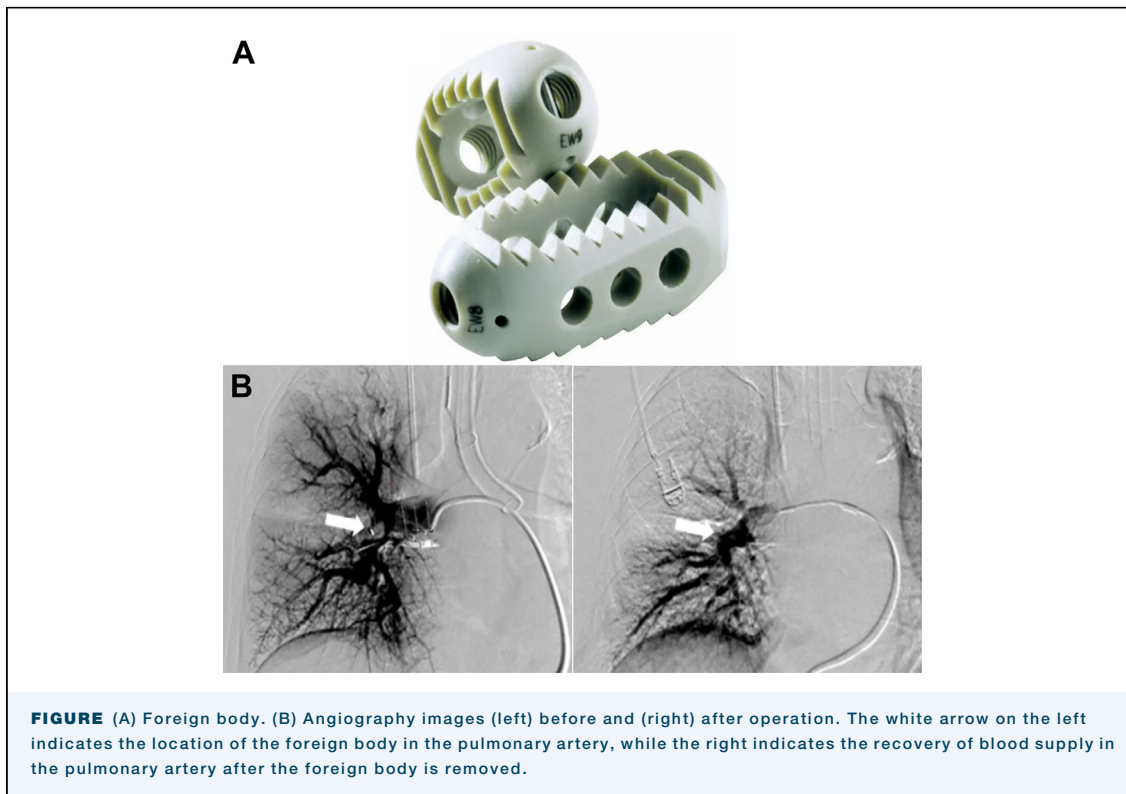 A
EW9
EW8
B
FIGURE (A) Foreign body. (B) Angiography images (left) before and (right) after operation. The white arrow on the left
indicates the location of the foreign body in the pulmonary artery, while the right indicates the recovery of blood supply in
the pulmonary artery after the foreign body is removed.